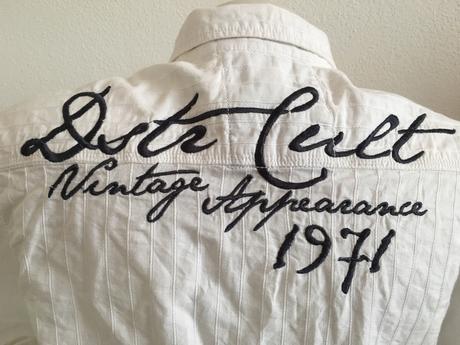 Dstr Cult
Vintage Appearance
1971